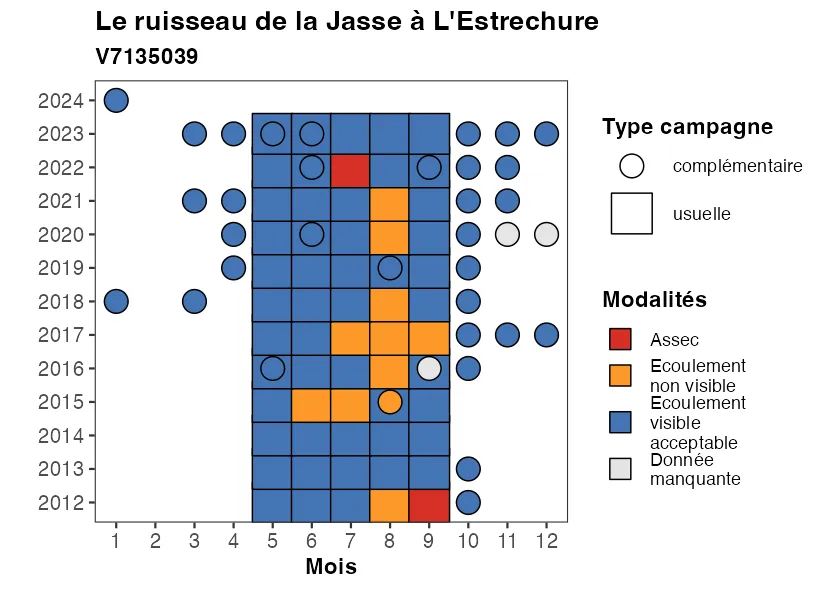 Le ruisseau de la Jasse à L'Estrechure
V7135039
2024
2023
2022
2021
2020
2019
2018
2017
2016
2015
2014
2013
2012
1 2 3 4 5 6 7 8 9 10 11 12
Mois
Type campagne
complémentaire
usuelle
Modalités
Assec
Ecoulement
non visible
Ecoulement
visible
acceptable
Donnée
manquante